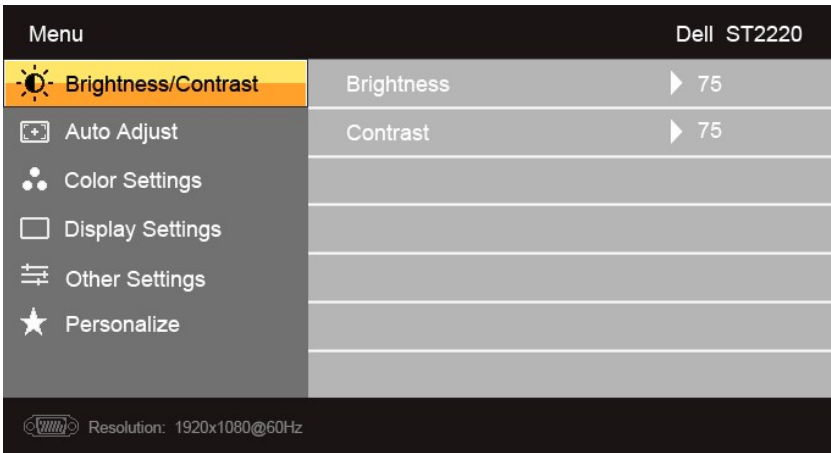 Menu Dell ST2220
Brightness/Contrast Brightness 75
Auto Adjust Contrast 75
Color Settings
Display Settings
Other Settings
Personalize
Resolution: 1920x1080@60Hz